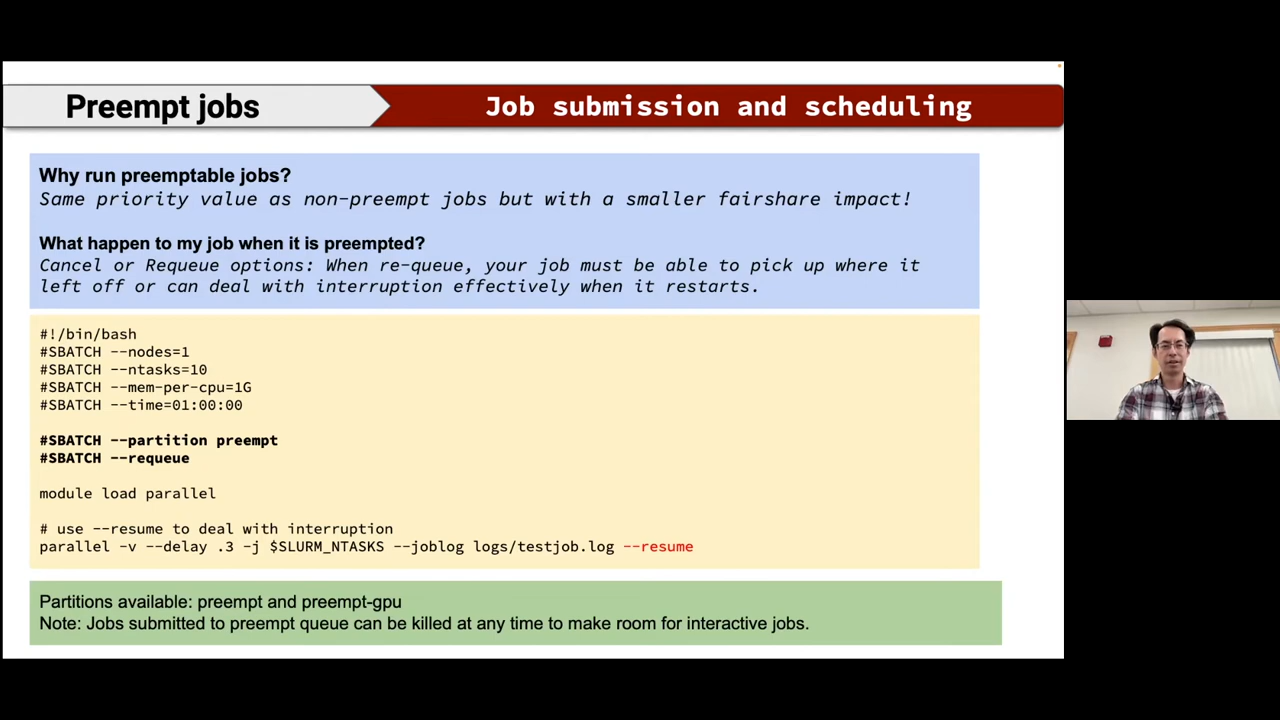 Preempt jobs
Job submission and scheduling
Why run preemptable jobs?
Same priority value as non-preempt jobs but with a smaller fairshare impact!
What happen to my job when it is preempted?
Cancel or Requeue options: When re-queue, your job must be able to pick up where it
left off or can deal with interruption effectively when it restarts.
#!/bin/bash
#SBATCH --nodes=1
#SBATCH --ntasks=10
#SBATCH --mem-per-cpu=1G
#SBATCH --time=01:00:00
#SBATCH --partition preempt
#SBATCH --requeue
module load parallel
# use --resume to deal with interruption
parallel -v --delay .3 -j $SLURM_NTASKS --joblog logs/testjob.log --resume
Partitions available: preempt and preempt-gpu
Note: Jobs submitted to preempt queue can be killed at any time to make room for interactive jobs.